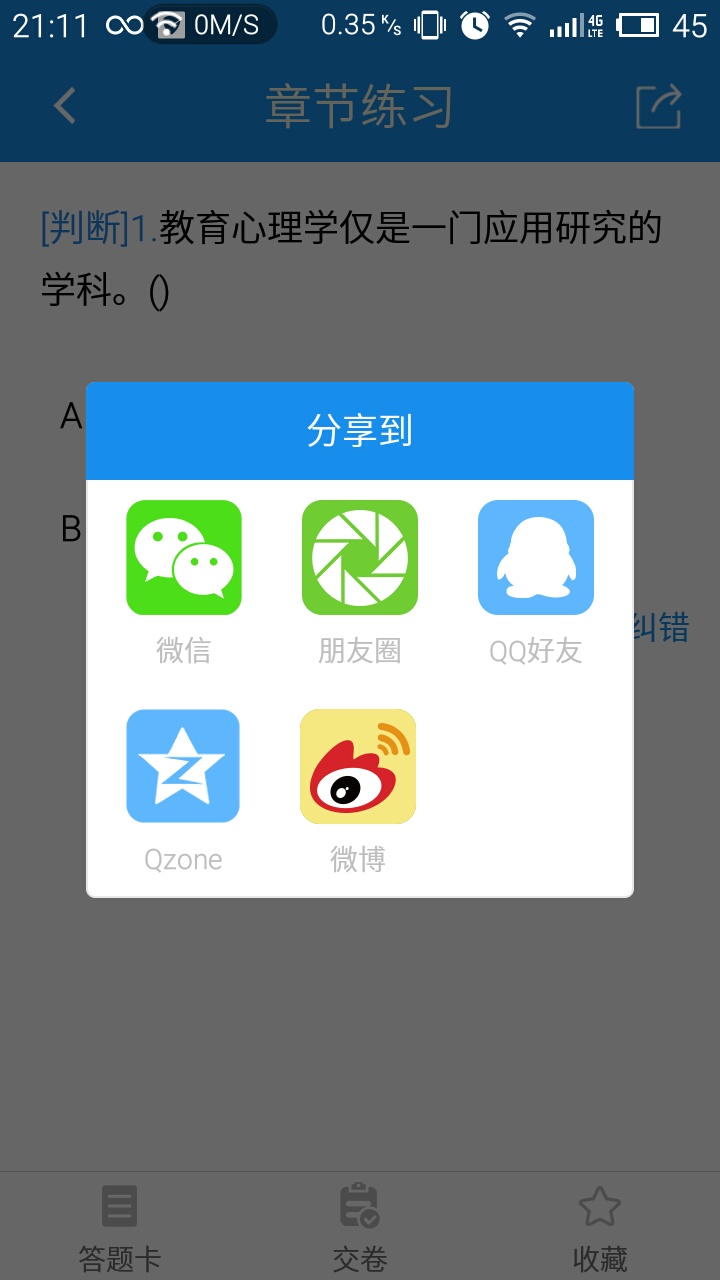 21:11 0M/S 0.35 K/s 4G LTE 45
章节练习
[判断]1.教育心理学仅是一门应用研究的
学科。()
A
分享到
B
微信 朋友圈 QQ好友
纠错
Qzone 微博
答题卡 交卷 收藏